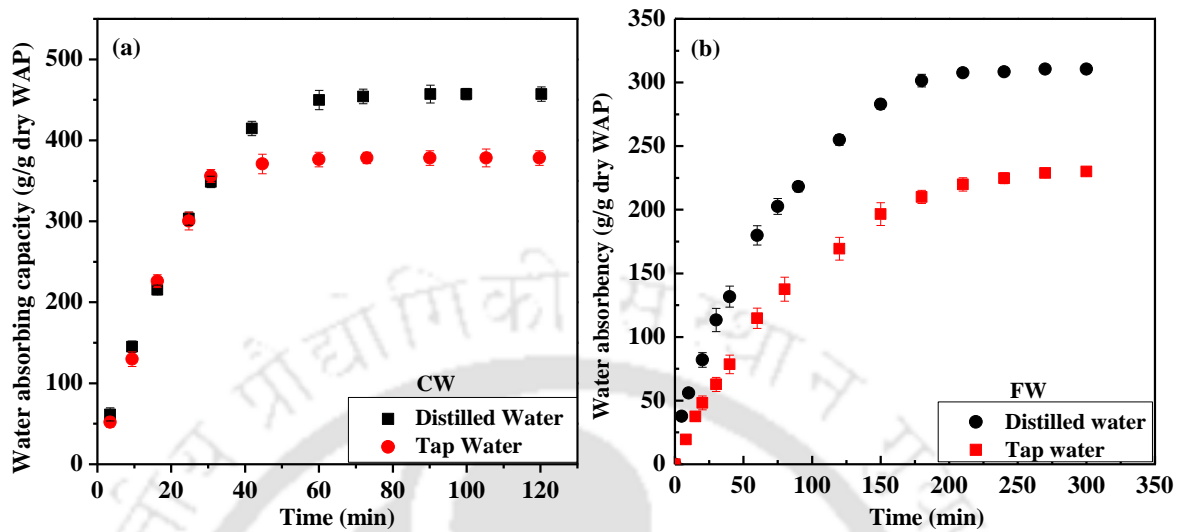 (a)
Water absorbing capacity (g/g dry WAP)
500
400
300
200
100
0
0 20 40 60 80 100 120
Time (min)
CW
Distilled Water
Tap Water
(b)
Water absorbency (g/g dry WAP)
350
300
250
200
150
100
50
0
0 50 100 150 200 250 300 350
Time (min)
FW
Distilled water
Tap water